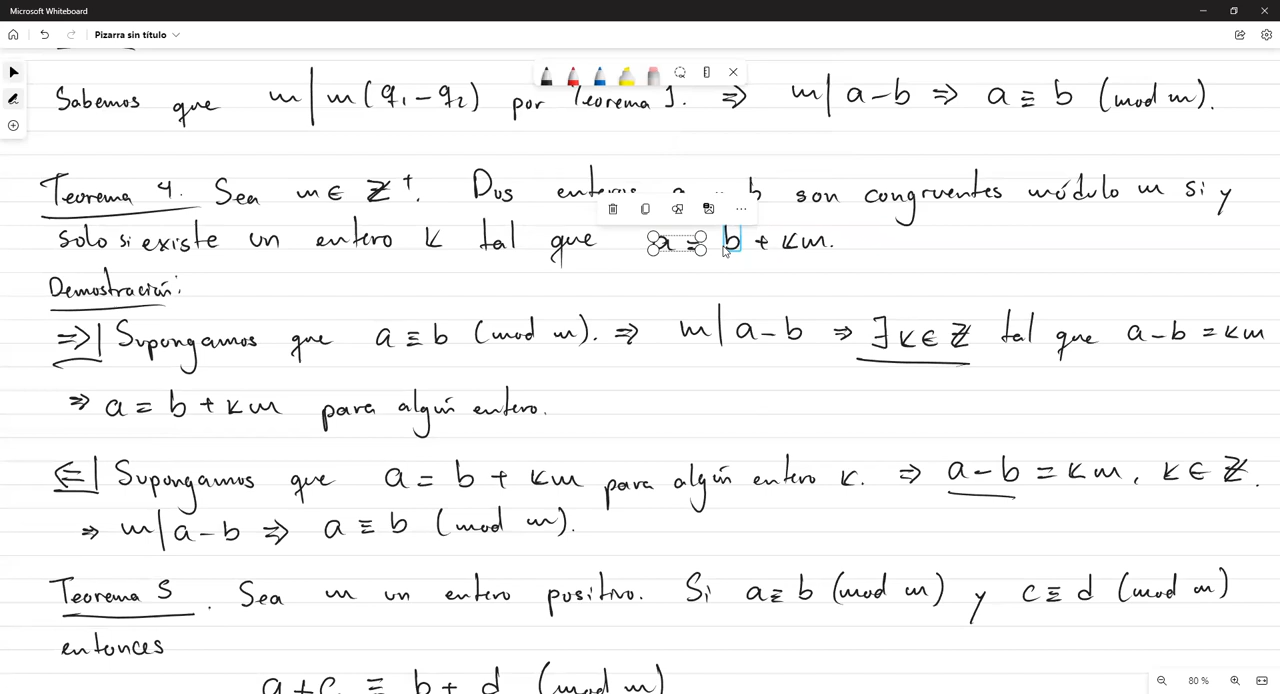 Microsoft Whiteboard
Pizarra sin título
Sabemos que m | m(q₁ - q₂) por Teorema 3. ⇒ m | a - b ⇒ a ≡ b (mod m).
Teorema 4. Sea m ∈ ℤ⁺. Dos enteros a y b son congruentes módulo m si y
solo si existe un entero k tal que a = b + km.
Demostración:
⇒| Supongamos que a ≡ b (mod m). ⇒ m | a - b ⇒ ∃ k ∈ ℤ tal que a - b = km
⇒ a = b + km para algún entero.
⇐| Supongamos que a = b + km para algún entero k. ⇒ a - b = km, k ∈ ℤ.
⇒ m | a - b ⇒ a ≡ b (mod m).
Teorema 5. Sea m un entero positivo. Si a ≡ b (mod m) y c ≡ d (mod m)
entonces
a + c ≡ b + d (mod m)
80 %